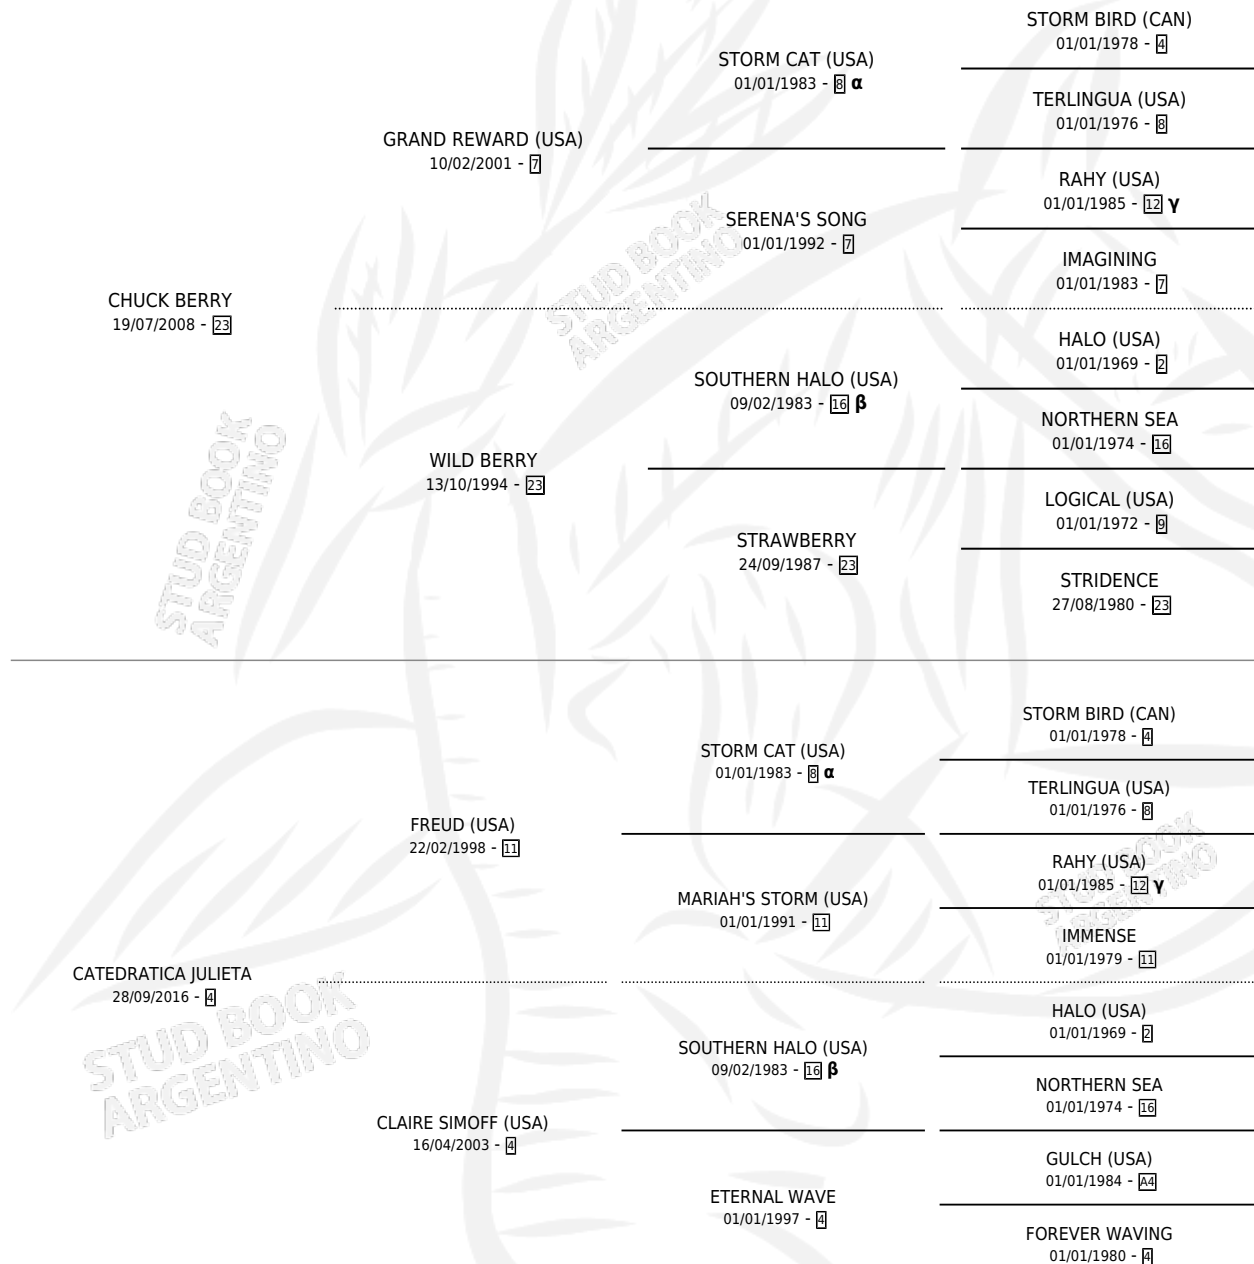 STORM BIRD (CAN)
01/01/1978 - 4
STORM CAT (USA)
01/01/1983 - 8 α
TERLINGUA (USA)
01/01/1976 - 8
GRAND REWARD (USA)
10/02/2001 - 7
RAHY (USA)
01/01/1985 - 12 γ
SERENA'S SONG
01/01/1992 - 7
IMAGINING
01/01/1983 - 7
CHUCK BERRY
19/07/2008 - 23
STUD BOOK
ARGENTINO
HALO (USA)
01/01/1969 - 2
SOUTHERN HALO (USA)
09/02/1983 - 16 β
NORTHERN SEA
01/01/1974 - 16
WILD BERRY
13/10/1994 - 23
LOGICAL (USA)
01/01/1972 - 9
STRAWBERRY
24/09/1987 - 23
STRIDENCE
27/08/1980 - 23
STUD BOOK
ARGENTINO
STORM BIRD (CAN)
01/01/1978 - 4
STORM CAT (USA)
01/01/1983 - 8 α
TERLINGUA (USA)
01/01/1976 - 8
FREUD (USA)
22/02/1998 - 11
RAHY (USA)
01/01/1985 - 12 γ
MARIAH'S STORM (USA)
01/01/1991 - 11
IMMENSE
01/01/1979 - 11
STUD BOOK
ARGENTINO
CATEDRATICA JULIETA
28/09/2016 - 4
STUD BOOK
ARGENTINO
HALO (USA)
01/01/1969 - 2
SOUTHERN HALO (USA)
09/02/1983 - 16 β
NORTHERN SEA
01/01/1974 - 16
CLAIRE SIMOFF (USA)
16/04/2003 - 4
GULCH (USA)
01/01/1984 - A4
ETERNAL WAVE
01/01/1997 - 4
FOREVER WAVING
01/01/1980 - 4